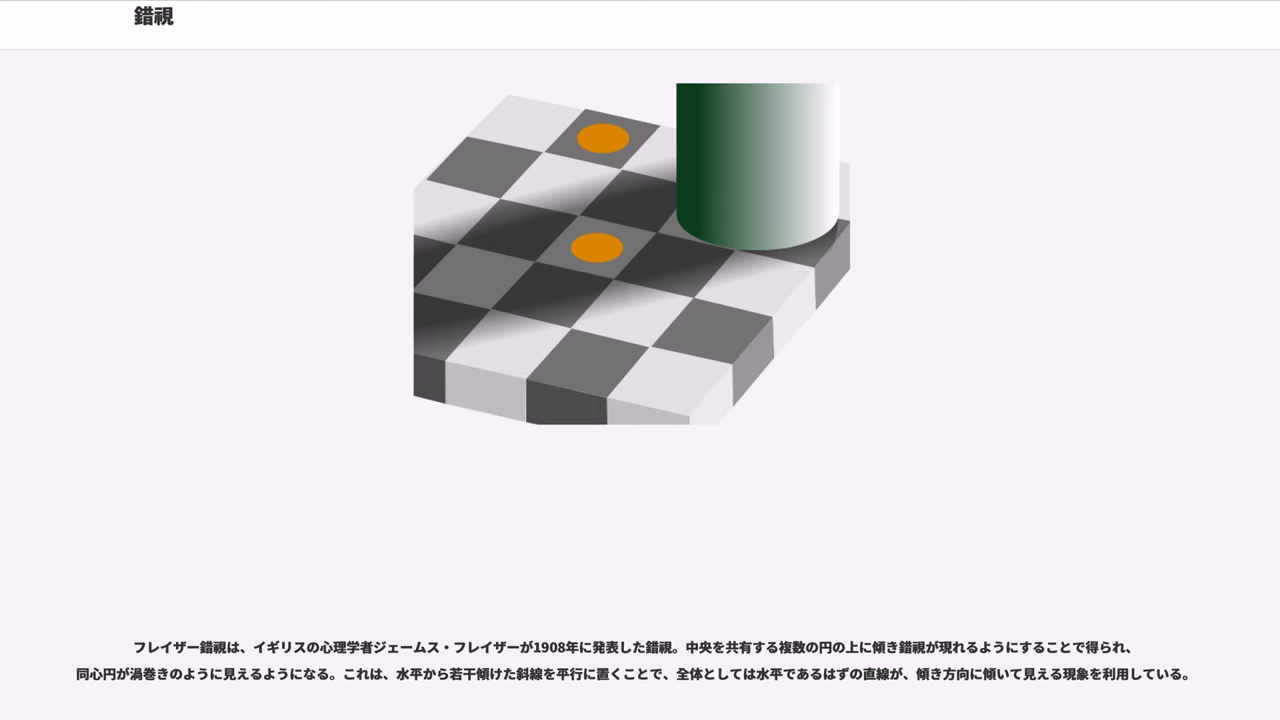 錯視
フレイザー錯視は、イギリスの心理学者ジェームス・フレイザーが1908年に発表した錯視。中央を共有する複数の円の上に傾き錯視が現れるようにすることで得られ、
同心円が渦巻きのように見えるようになる。これは、水平から若干傾けた斜線を平行に置くことで、全体としては水平であるはずの直線が、傾き方向に傾いて見える現象を利用している。